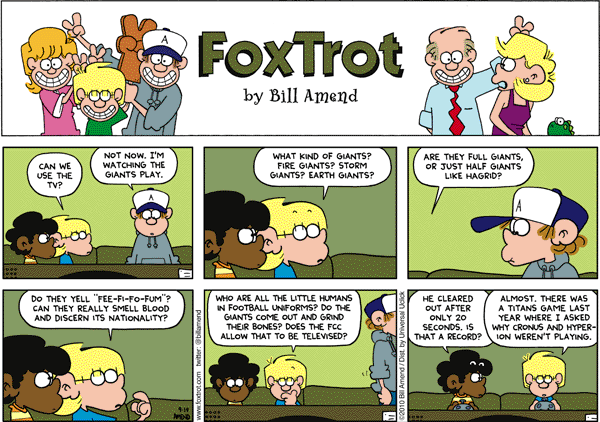 FoxTrot
by Bill Amend
CAN WE
USE THE
TV?
NOT NOW. I'M
WATCHING THE
GIANTS PLAY.
WHAT KIND OF GIANTS?
FIRE GIANTS? STORM
GIANTS? EARTH GIANTS?
ARE THEY FULL GIANTS,
OR JUST HALF GIANTS
LIKE HAGRID?
A
DO THEY YELL "FEE-FI-FO-FUM"?
CAN THEY REALLY SMELL BLOOD
AND DISCERN ITS NATIONALITY?
9-19
AMEND
www.foxtrot.com twitter: @billamend
WHO ARE ALL THE LITTLE HUMANS
IN FOOTBALL UNIFORMS? DO THE
GIANTS COME OUT AND GRIND
THEIR BONES? DOES THE FCC
ALLOW THAT TO BE TELEVISED?
©2010 Bill Amend / Dist. by Universal Uclick
HE CLEARED
OUT AFTER
ONLY 20
SECONDS. IS
THAT A RECORD?
ALMOST. THERE WAS
A TITANS GAME LAST
YEAR WHERE I ASKED
WHY CRONUS AND HYPER-
ION WEREN'T PLAYING.